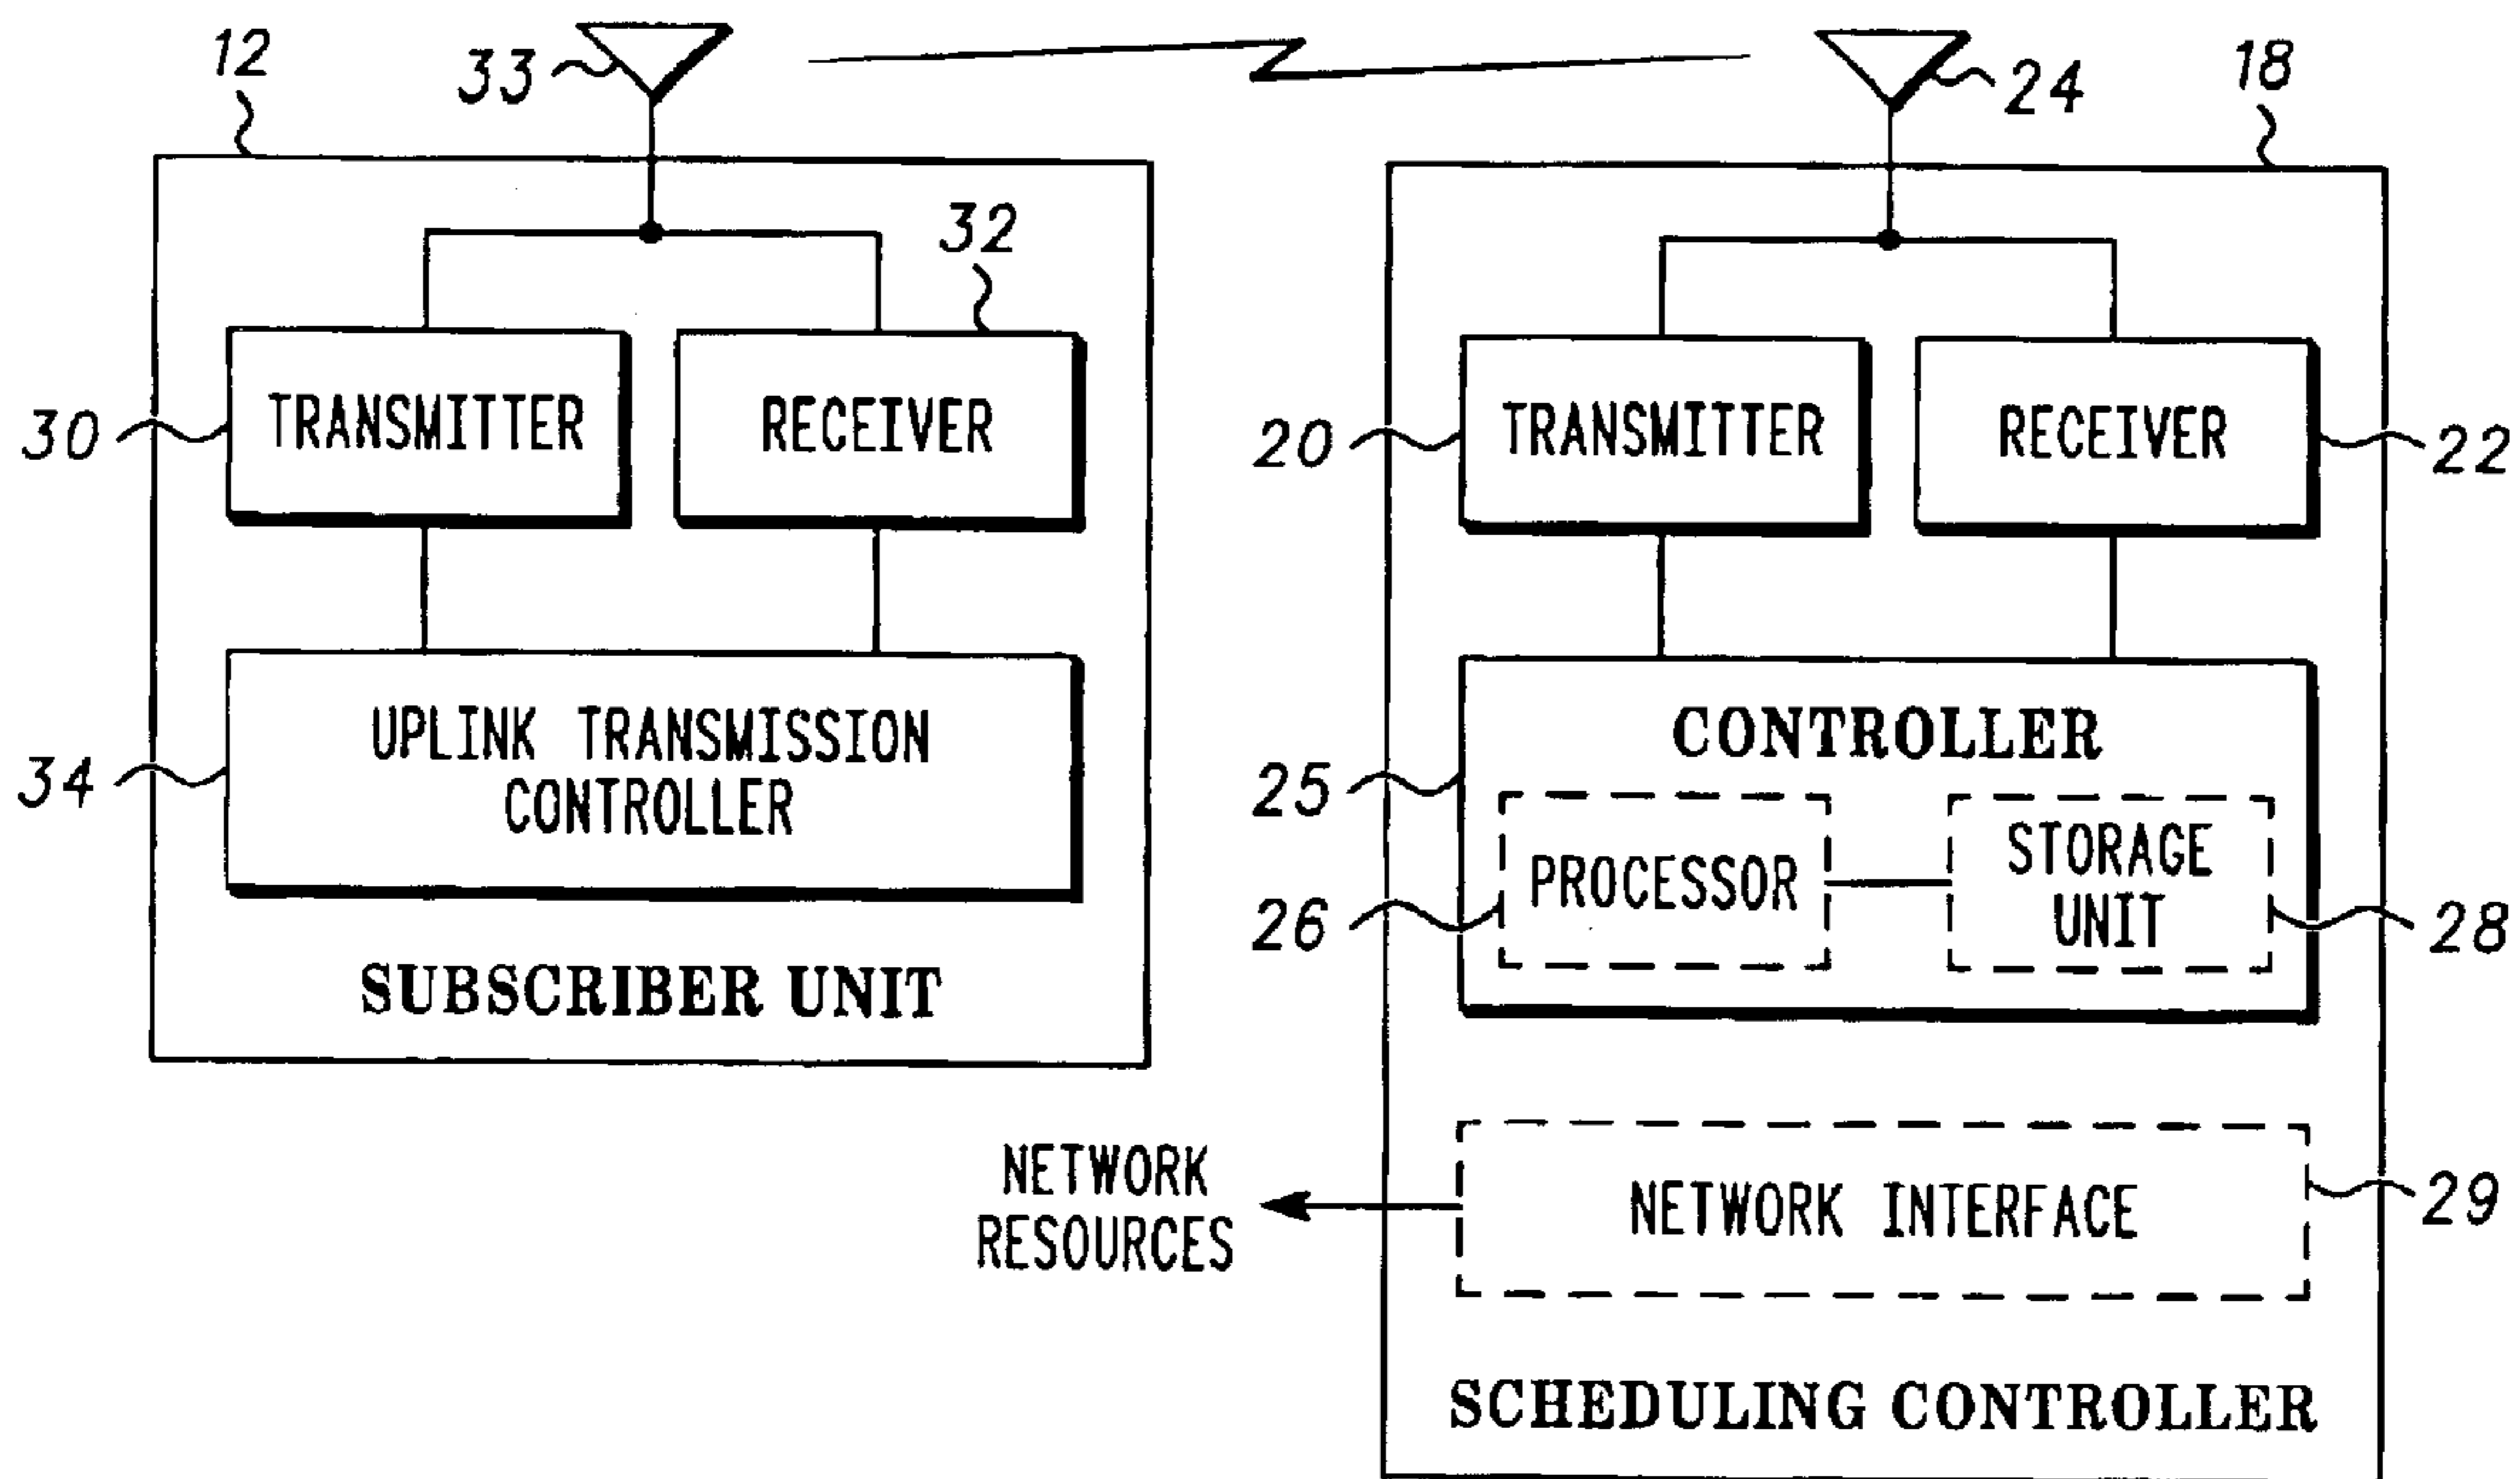 12
33
24
18
32
TRANSMITTER
RECEIVER
30
UPLINK TRANSMISSION
CONTROLLER
34
SUBSCRIBER UNIT
TRANSMITTER
RECEIVER
20
22
CONTROLLER
25
PROCESSOR
STORAGE
UNIT
26
28
NETWORK
RESOURCES
NETWORK INTERFACE
29
SCHEDULING CONTROLLER